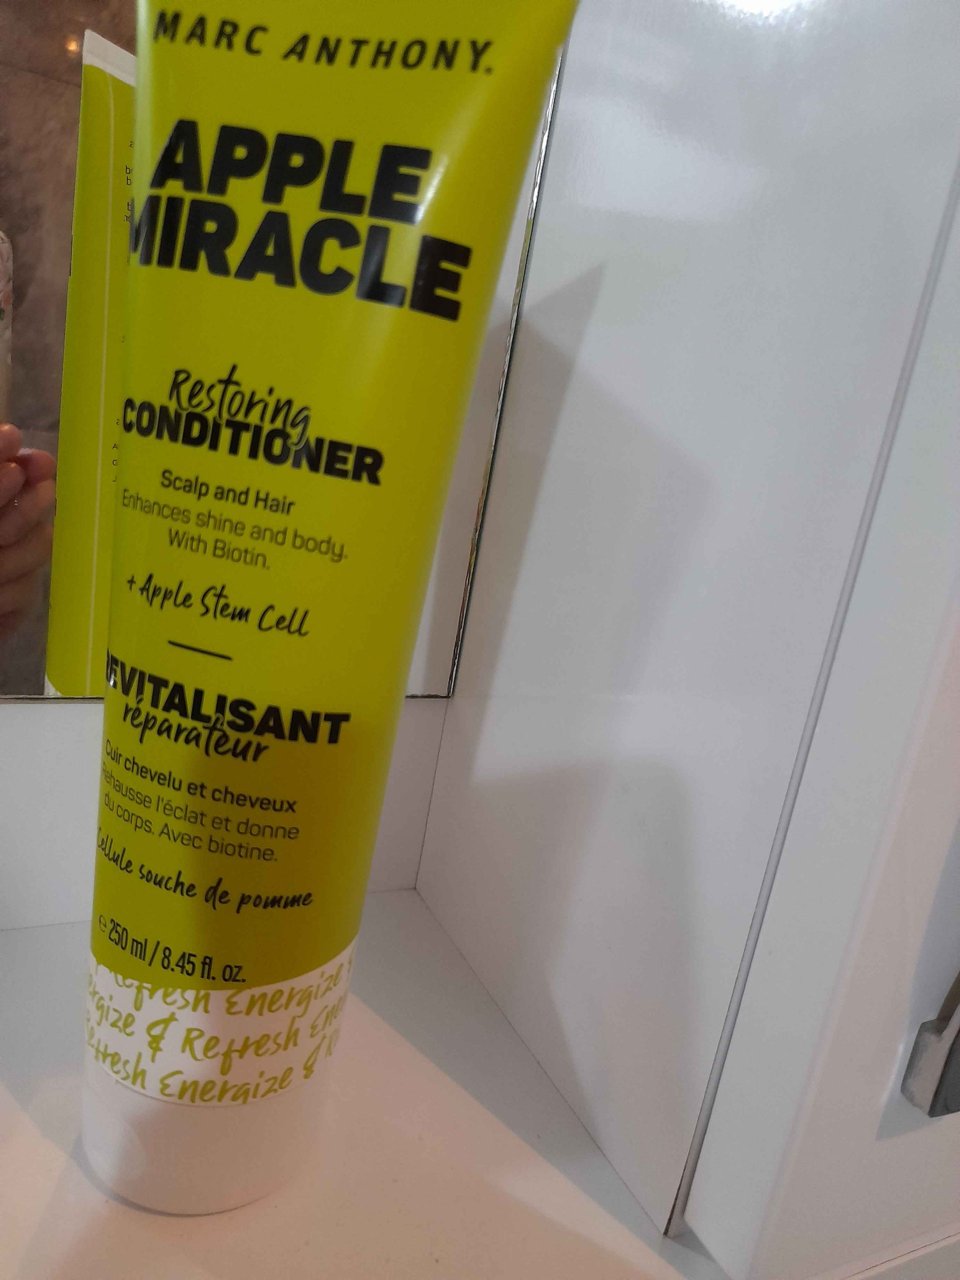 MARC ANTHONY.
APPLE
MIRACLE
Restoring
CONDITIONER
Scalp and Hair
Enhances shine and body.
With Biotin.
+ Apple Stem Cell
REVITALISANT
réparateur
Cuir chevelu et cheveux
Rehausse l'éclat et donne
du corps. Avec biotine.
Cellule souche de pomme
e 250 ml / 8.45 fl. oz.
Refresh Energize
Energize & Refresh
Refresh Energize &